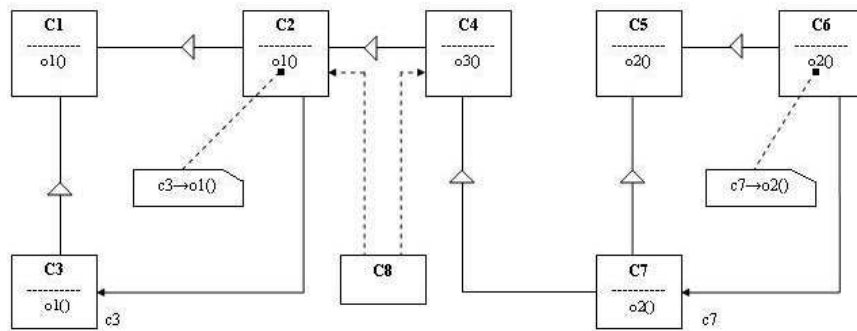 C1
o1()
C2
o1()
C4
o3()
C5
o2()
C6
o2()
c3→o1()
c7→o2()
C3
o1()
c3
C8
C7
o2()
c7